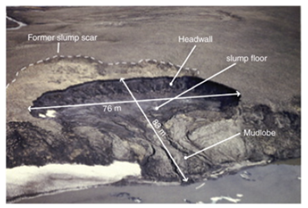 Former slump scar
Headwall
slump floor
76 m
Mudlobe